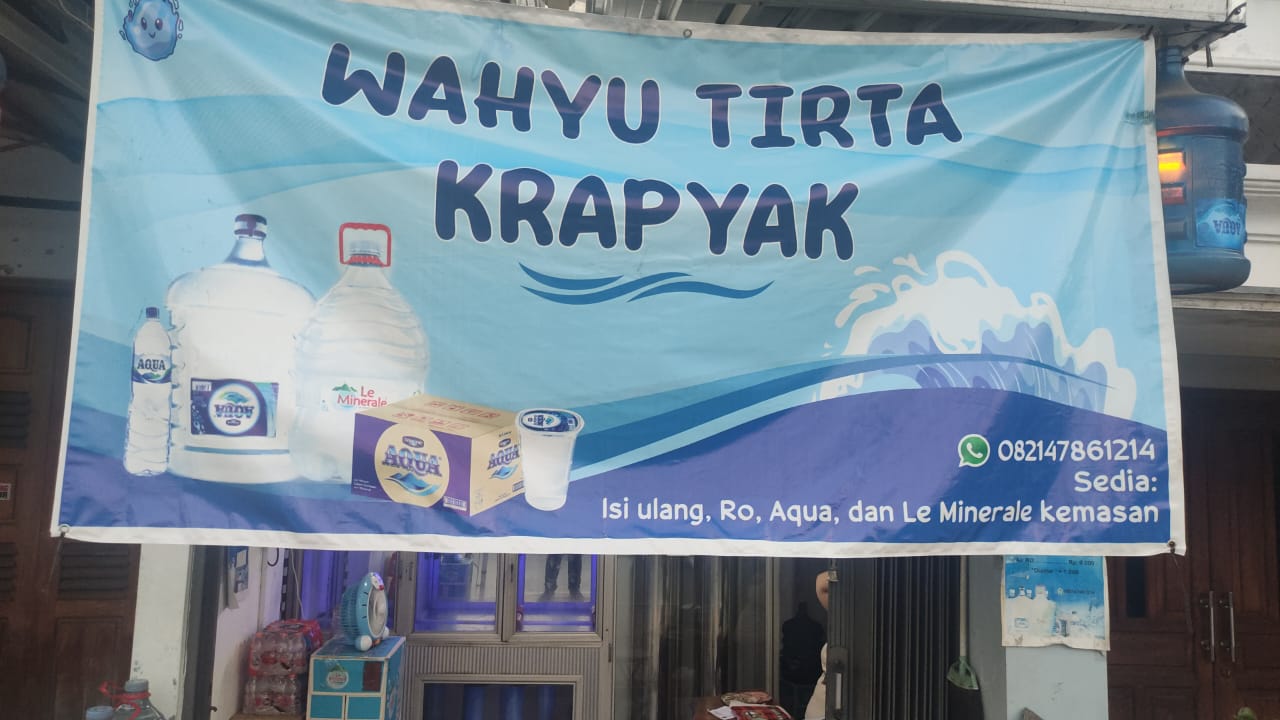 WAHYU TIRTA
KRAPYAK
AQUA
AQUA
Le
Minerale
AQUA
AQUA
082147861214
Sedia:
Isi ulang, Ro, Aqua, dan Le Minerale kemasan
AQUA